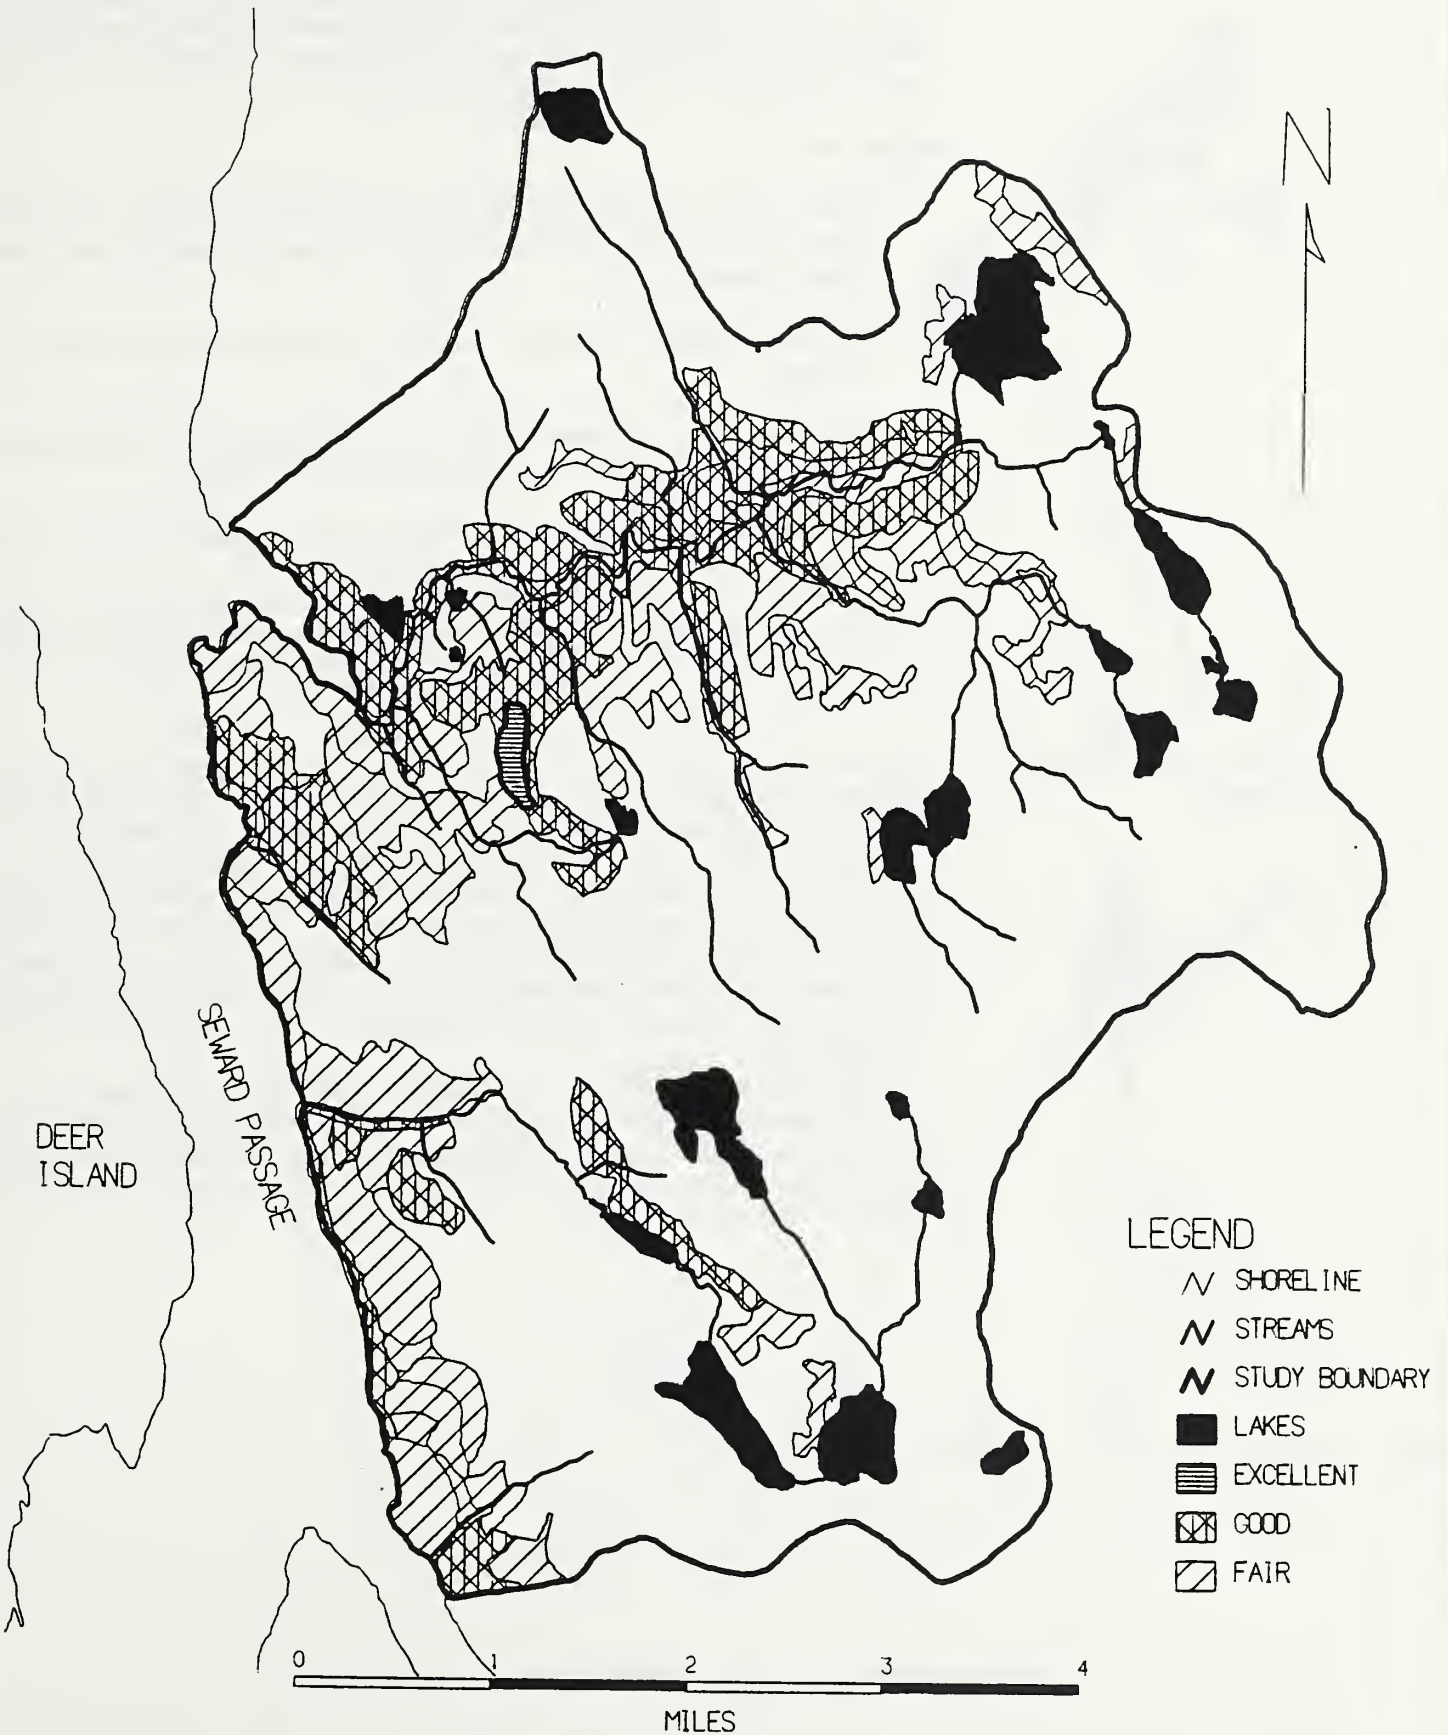 N
SEWARD PASSAGE
DEER
ISLAND
LEGEND
SHORELINE
STREAMS
STUDY BOUNDARY
LAKES
EXCELLENT
GOOD
FAIR
0 1 2 3 4
MILES